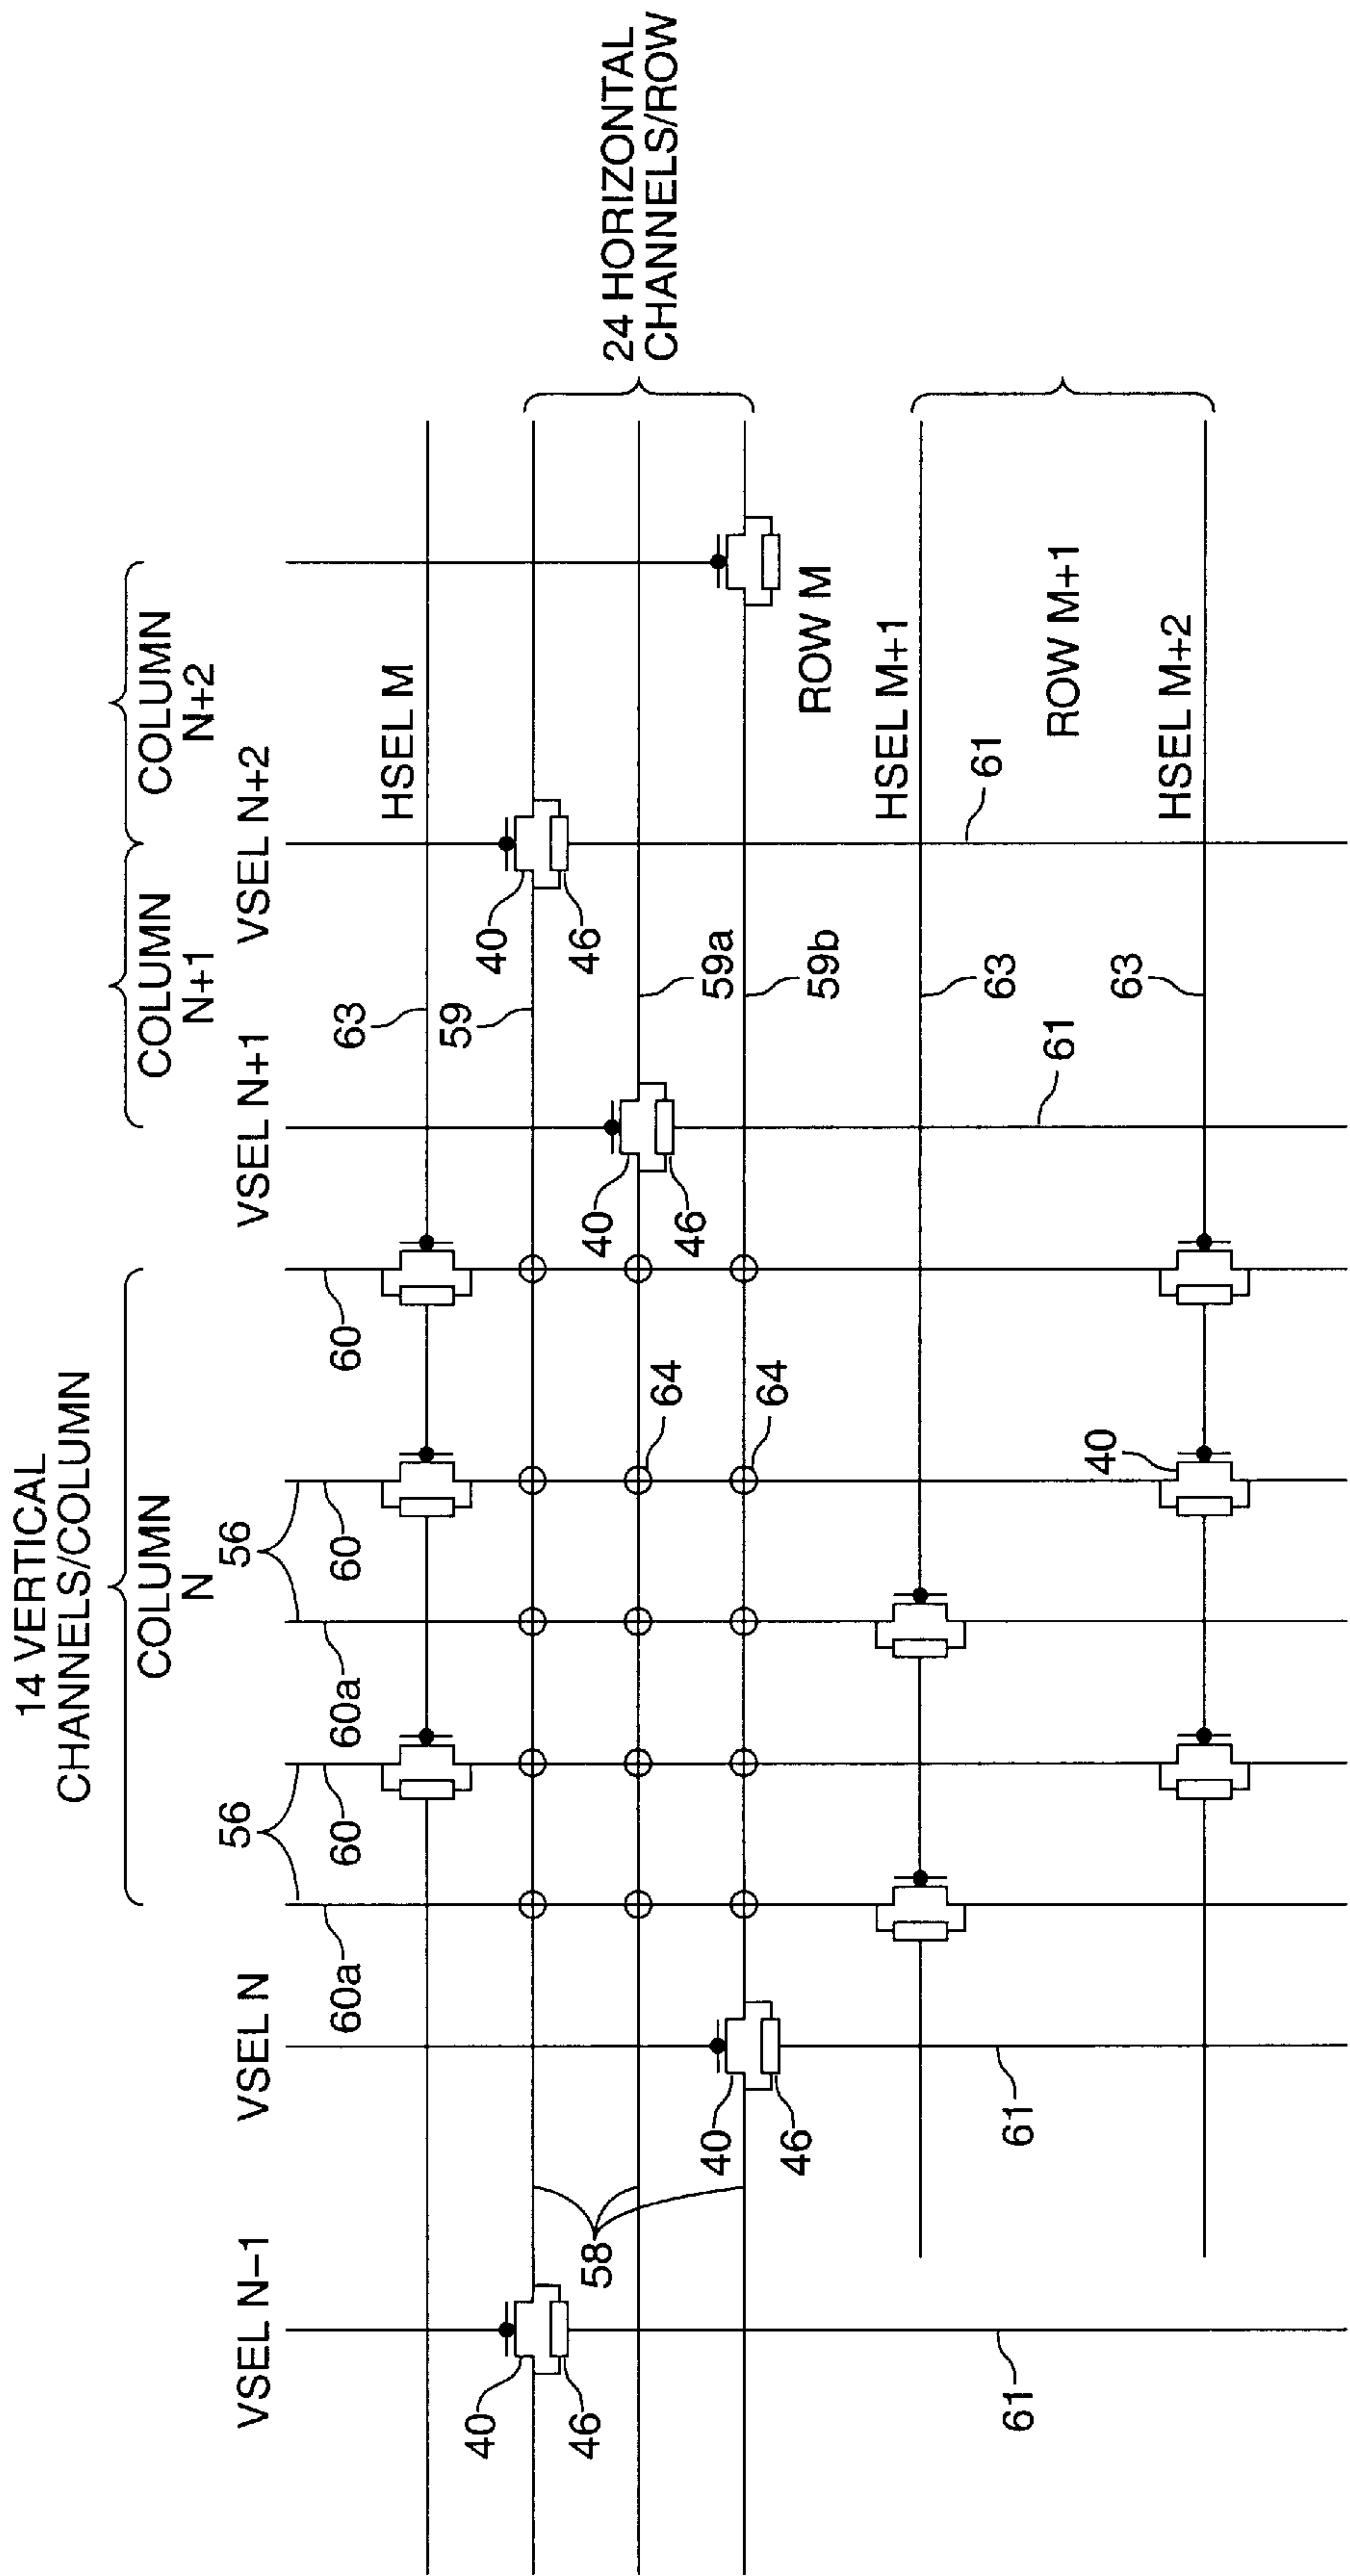 14 VERTICAL
CHANNELS/COLUMN
COLUMN
N
COLUMN
N+1
COLUMN
N+2
VSEL N−1
VSEL N
VSEL N+1
VSEL N+2
56
56
60a
60
60a
60
60
63
HSEL M
40
46
59
40
46
24 HORIZONTAL
CHANNELS/ROW
58
64
40
46
59a
40
46
64
59b
ROW M
HSEL M+1
63
61
61
61
61
ROW M+1
40
63
HSEL M+2